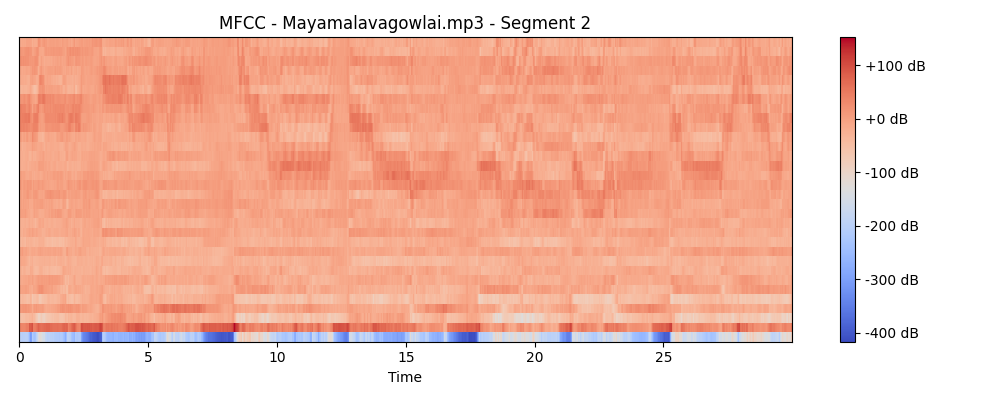 MFCC - Mayamalavagowlai.mp3 - Segment 2
+100 dB
+0 dB
-100 dB
-200 dB
-300 dB
-400 dB
0 5 10 15 20 25
Time